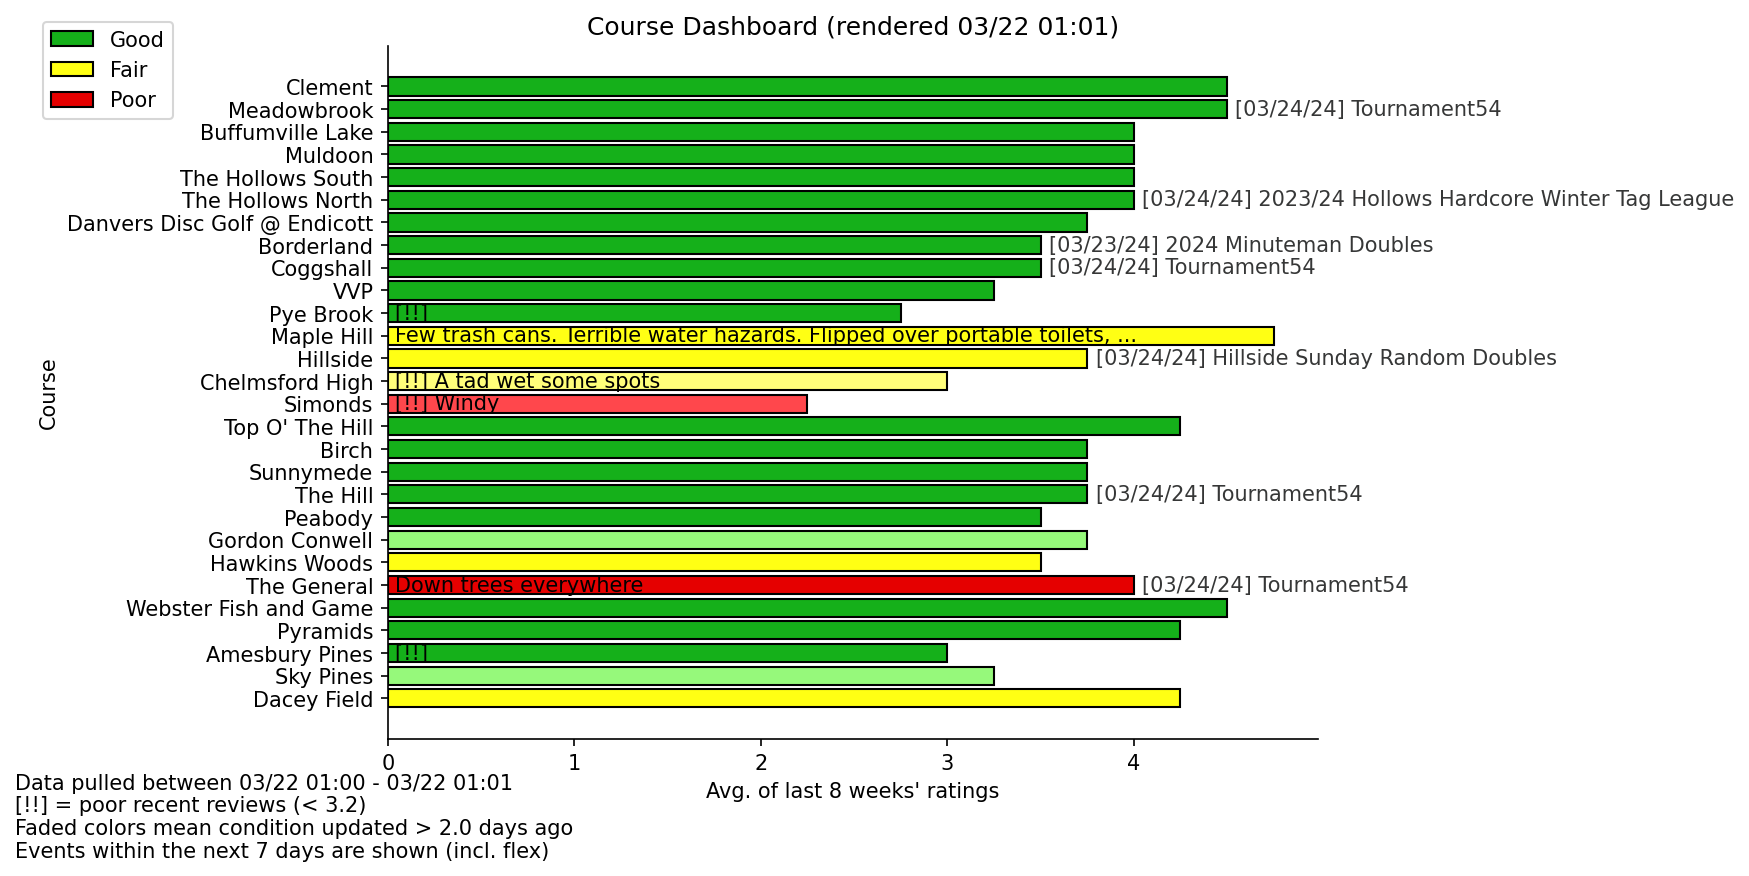 Course Dashboard (rendered 03/22 01:01)
Good
Fair
Poor
Course
Clement
Meadowbrook [03/24/24] Tournament54
Buffumville Lake
Muldoon
The Hollows South
The Hollows North [03/24/24] 2023/24 Hollows Hardcore Winter Tag League
Danvers Disc Golf @ Endicott
Borderland [03/23/24] 2024 Minuteman Doubles
Coggshall [03/24/24] Tournament54
VVP
Pye Brook [!!]
Maple Hill Few trash cans. Terrible water hazards. Flipped over portable toilets, ...
Hillside [03/24/24] Hillside Sunday Random Doubles
Chelmsford High [!!] A tad wet some spots
Simonds [!!] Windy
Top O' The Hill
Birch
Sunnymede
The Hill [03/24/24] Tournament54
Peabody
Gordon Conwell
Hawkins Woods
The General Down trees everywhere [03/24/24] Tournament54
Webster Fish and Game
Pyramids
Amesbury Pines [!!]
Sky Pines
Dacey Field
0 1 2 3 4
Avg. of last 8 weeks' ratings
Data pulled between 03/22 01:00 - 03/22 01:01
[!!] = poor recent reviews (< 3.2)
Faded colors mean condition updated > 2.0 days ago
Events within the next 7 days are shown (incl. flex)